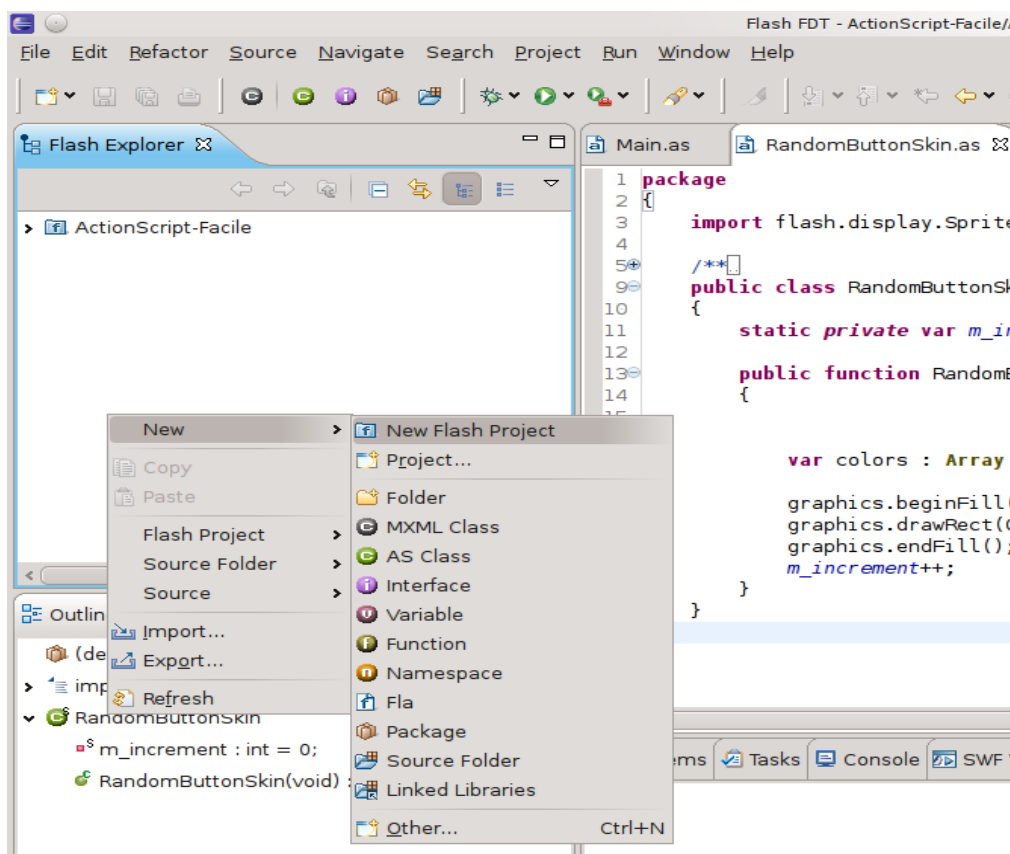 Flash FDT - ActionScript-Facile/
File Edit Refactor Source Navigate Search Project Run Window Help
Flash Explorer
ActionScript-Facile
Main.as RandomButtonSkin.as
1 package
2 {
3 import flash.display.Sprite
4
5 /**
9 public class RandomButtonSk
10 {
11 static private var m_in
12
13 public function RandomB
14 {
15
var colors : Array
graphics.beginFill(
graphics.drawRect(
graphics.endFill();
m_increment++;
}
}
New
Copy
Paste
Flash Project
Source Folder
Source
Import...
Export...
Refresh
New Flash Project
Project...
Folder
MXML Class
AS Class
Interface
Variable
Function
Namespace
Fla
Package
Source Folder
Linked Libraries
Other... Ctrl+N
Outlin
(de
imp
RandomButtonSkin
m_increment : int = 0;
RandomButtonSkin(void) :
ms Tasks Console SWF